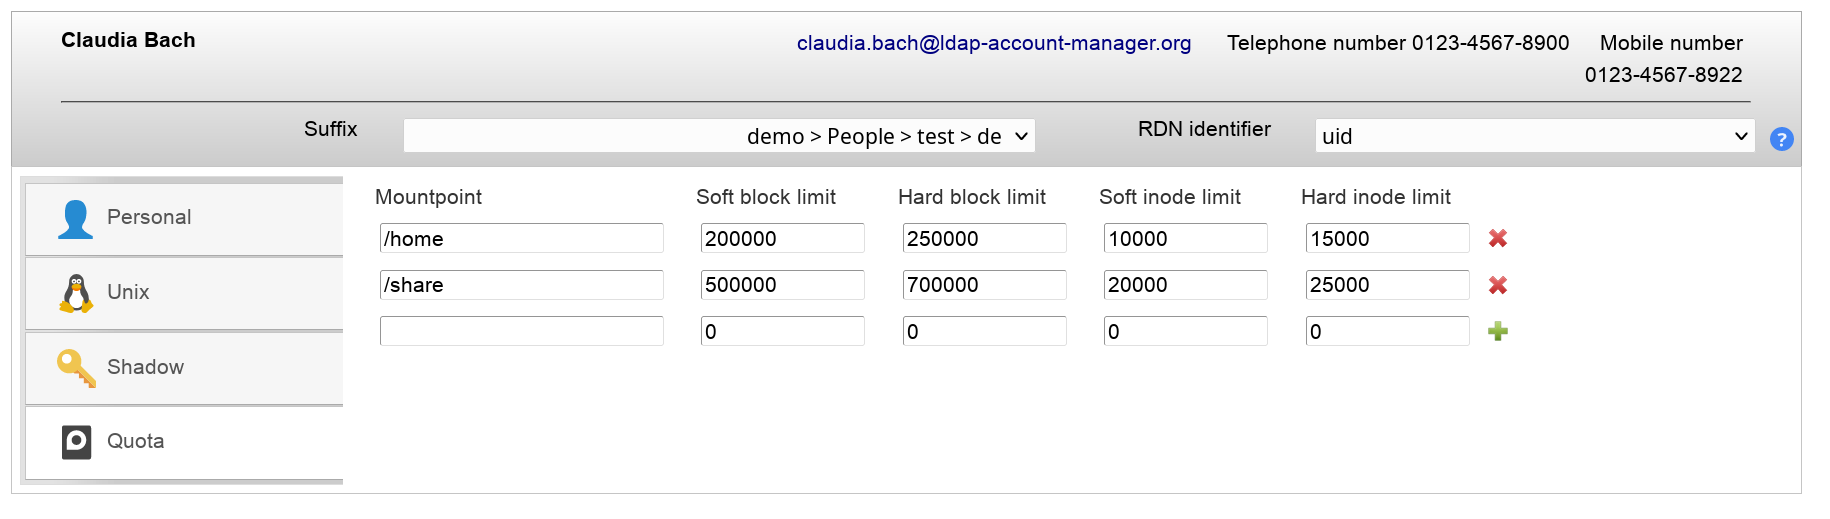 Claudia Bach
claudia.bach@ldap-account-manager.org Telephone number 0123-4567-8900 Mobile number
0123-4567-8922
Suffix demo > People > test > de RDN identifier uid ?
Personal
Unix
Shadow
Quota
Mountpoint Soft block limit Hard block limit Soft inode limit Hard inode limit
/home 200000 250000 10000 15000
/share 500000 700000 20000 25000
0 0 0 0